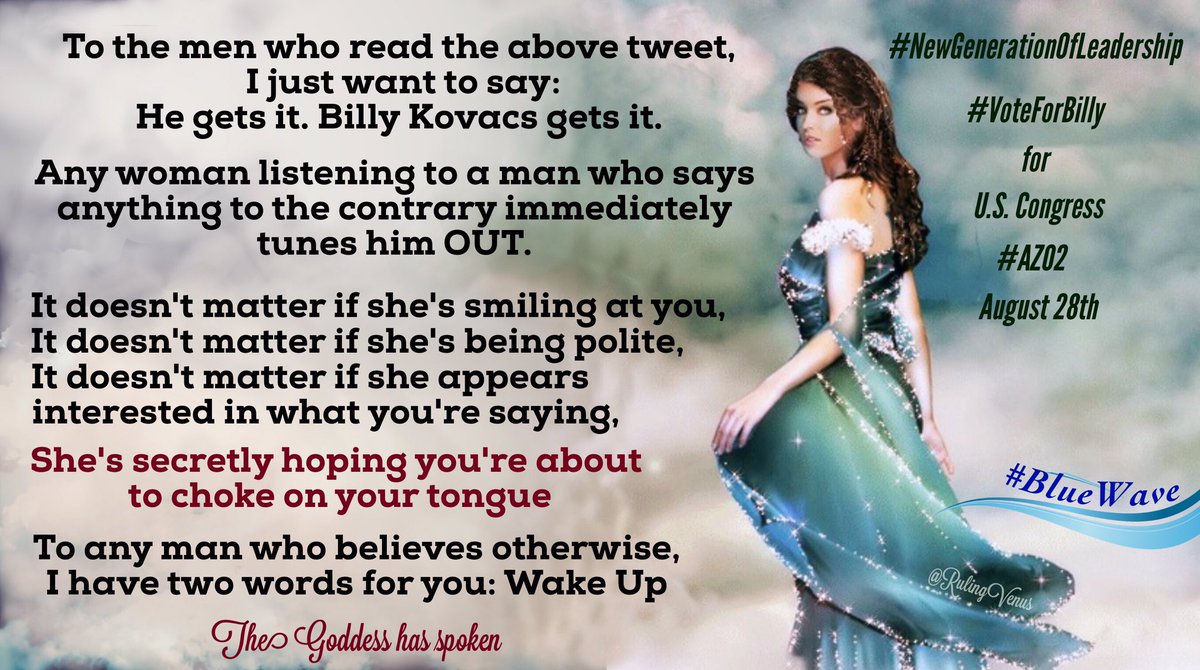 To the men who read the above tweet,
I just want to say:
He gets it. Billy Kovacs gets it.
Any woman listening to a man who says
anything to the contrary immediately
tunes him OUT.
It doesn't matter if she's smiling at you,
It doesn't matter if she's being polite,
It doesn't matter if she appears
interested in what you're saying,
She's secretly hoping you're about
to choke on your tongue
To any man who believes otherwise,
I have two words for you: Wake Up
The Goddess has spoken
#NewGenerationOfLeadership
#VoteForBilly
for
U.S. Congress
#AZ02
August 28th
#BlueWave
@RulingVenus